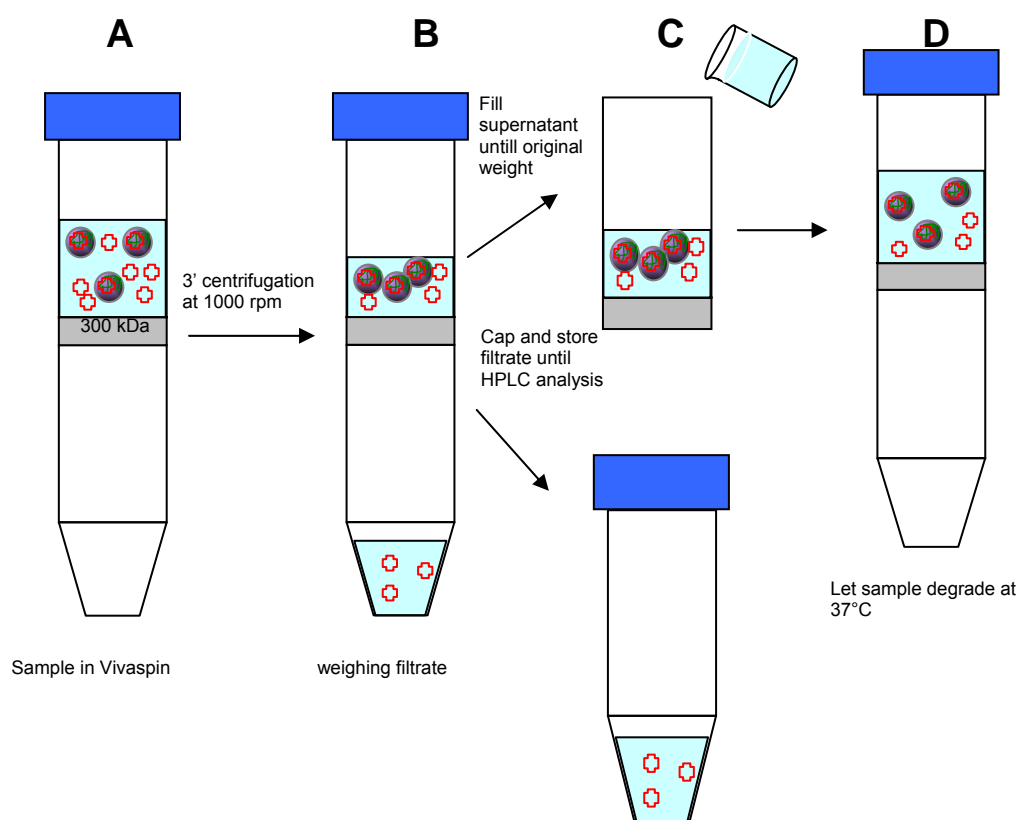 A
B
C
D
Fill
supernatant
untill original
weight
300 kDa
3’ centrifugation
at 1000 rpm
Cap and store
filtrate until
HPLC analysis
Let sample degrade at
37°C
Sample in Vivaspin
weighing filtrate